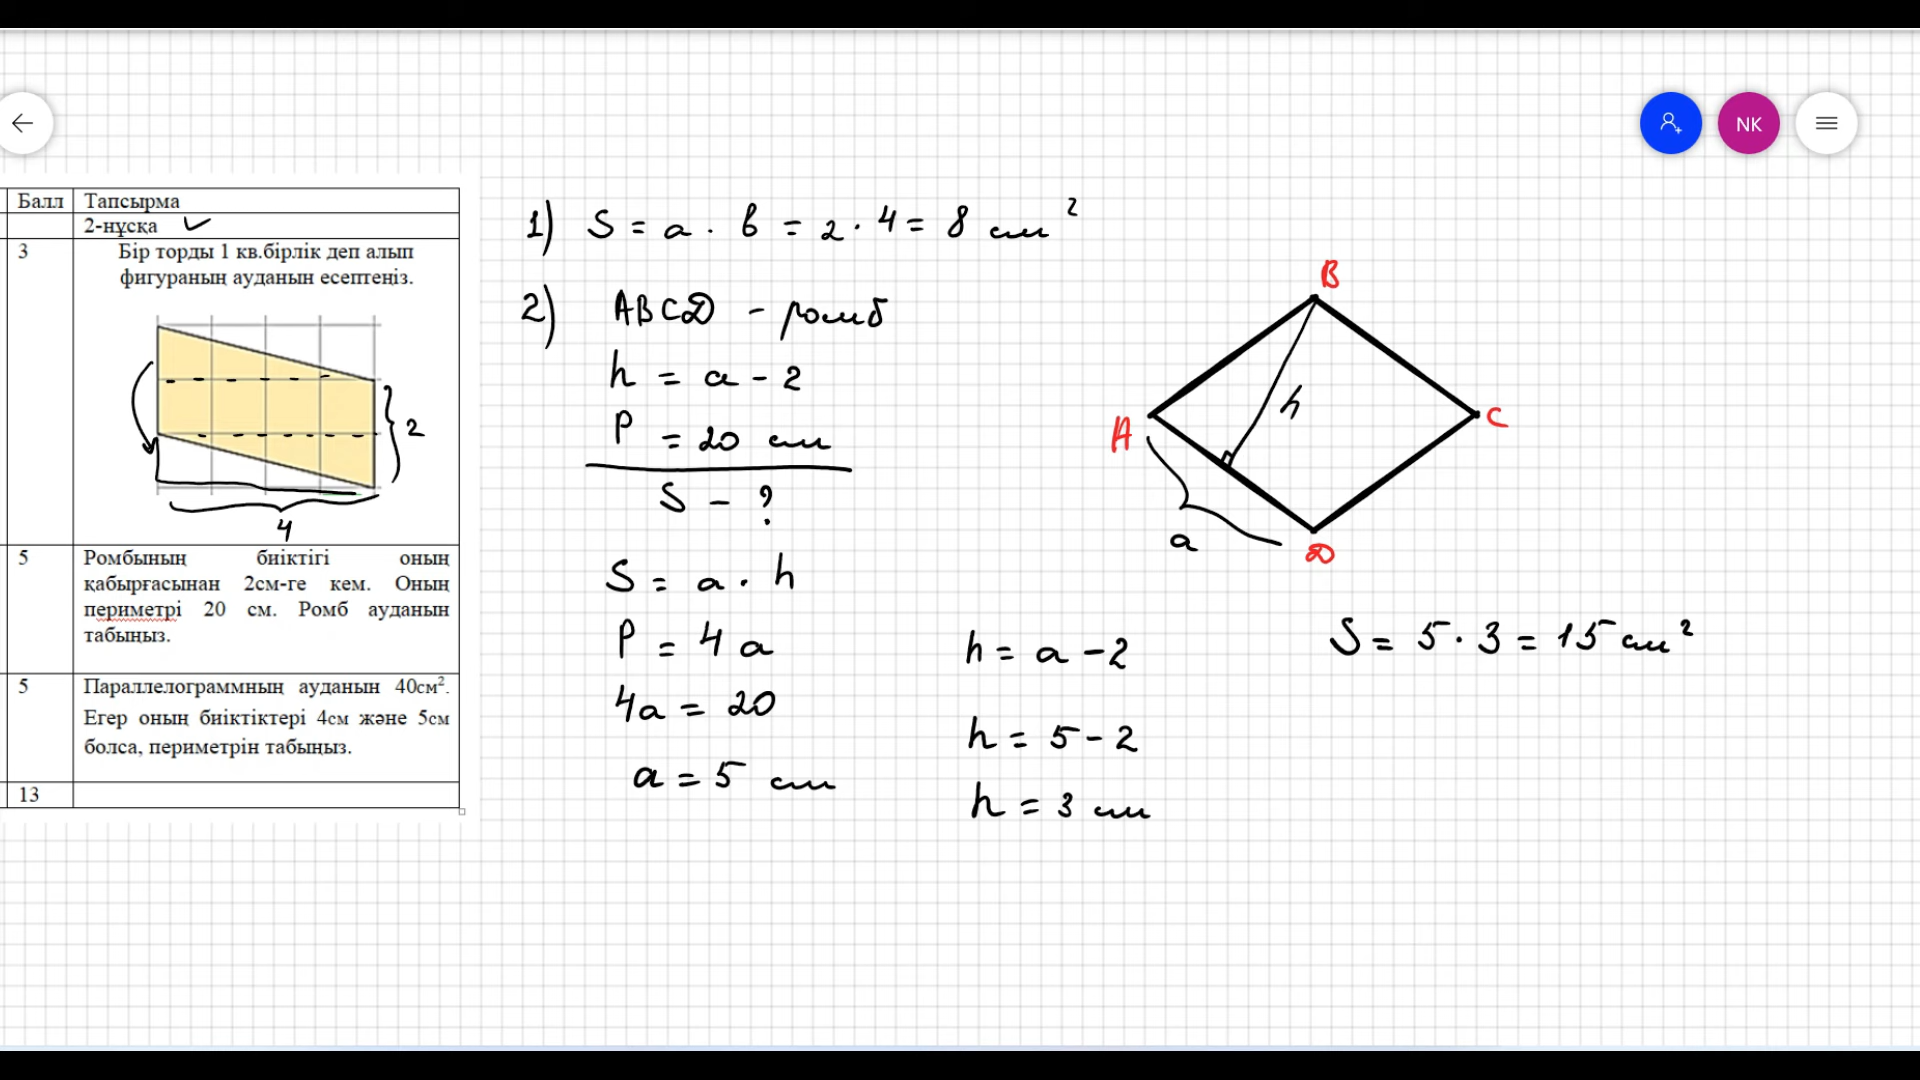 NK
Балл Тапсырма
2-нұсқа
3 Бір торды 1 кв.бірлік деп алып
фигураның ауданын есептеңіз.
2
4
5 Ромбының биіктігі оның
қабырғасынан 2см-ге кем. Оның
периметрі 20 см. Ромб ауданын
табыңыз.
5 Параллелограммның ауданын 40см².
Егер оның биіктіктері 4см және 5см
болса, периметрін табыңыз.
13
1) S = a · b = 2 · 4 = 8 см²
2) ABCD - ромб
h = a - 2
P = 20 см
S - ?
S = a · h
P = 4a
4a = 20
a = 5 см
h = a - 2
h = 5 - 2
h = 3 см
B
h
A
C
a
D
S = 5 · 3 = 15 см²